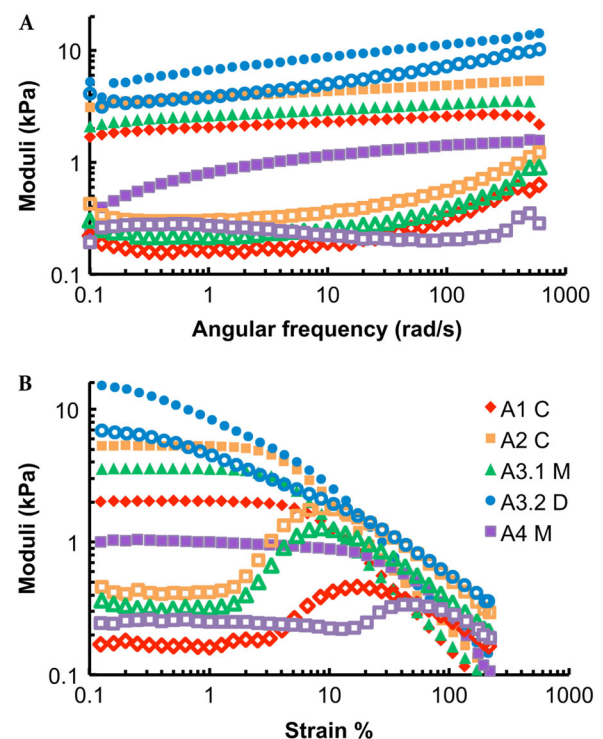 A
10
1
0.1
Moduli (kPa)
0.1 1 10 100 1000
Angular frequency (rad/s)
B
10
1
0.1
Moduli (kPa)
A1 C
A2 C
A3.1 M
A3.2 D
A4 M
0.1 1 10 100 1000
Strain %